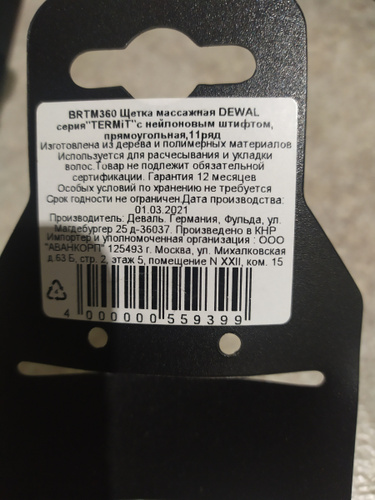 BRTM360 Щетка массажная DEWAL
серия"TERMiT"с нейлоновым штифтом,
прямоугольная,11ряд
Изготовлена из дерева и полимерных материалов
Используется для расчесывания и укладки
волос.Товар не подлежит обязательной
сертификации. Гарантия 12 месяцев
Особых условий по хранению не требуется
Срок годности не ограничен.Дата производства:
01.03.2021
Производитель: Деваль. Германия, Фульда, ул.
Магдебургер 25 д-36037. Произведено в КНР
Импортер и уполномоченная организация : ООО
"АВАНКОРП" 125493 г. Москва, ул. Михалковская
д.63 Б, стр. 2, этаж 5, помещение N XXII, ком. 15
4 000000 559399